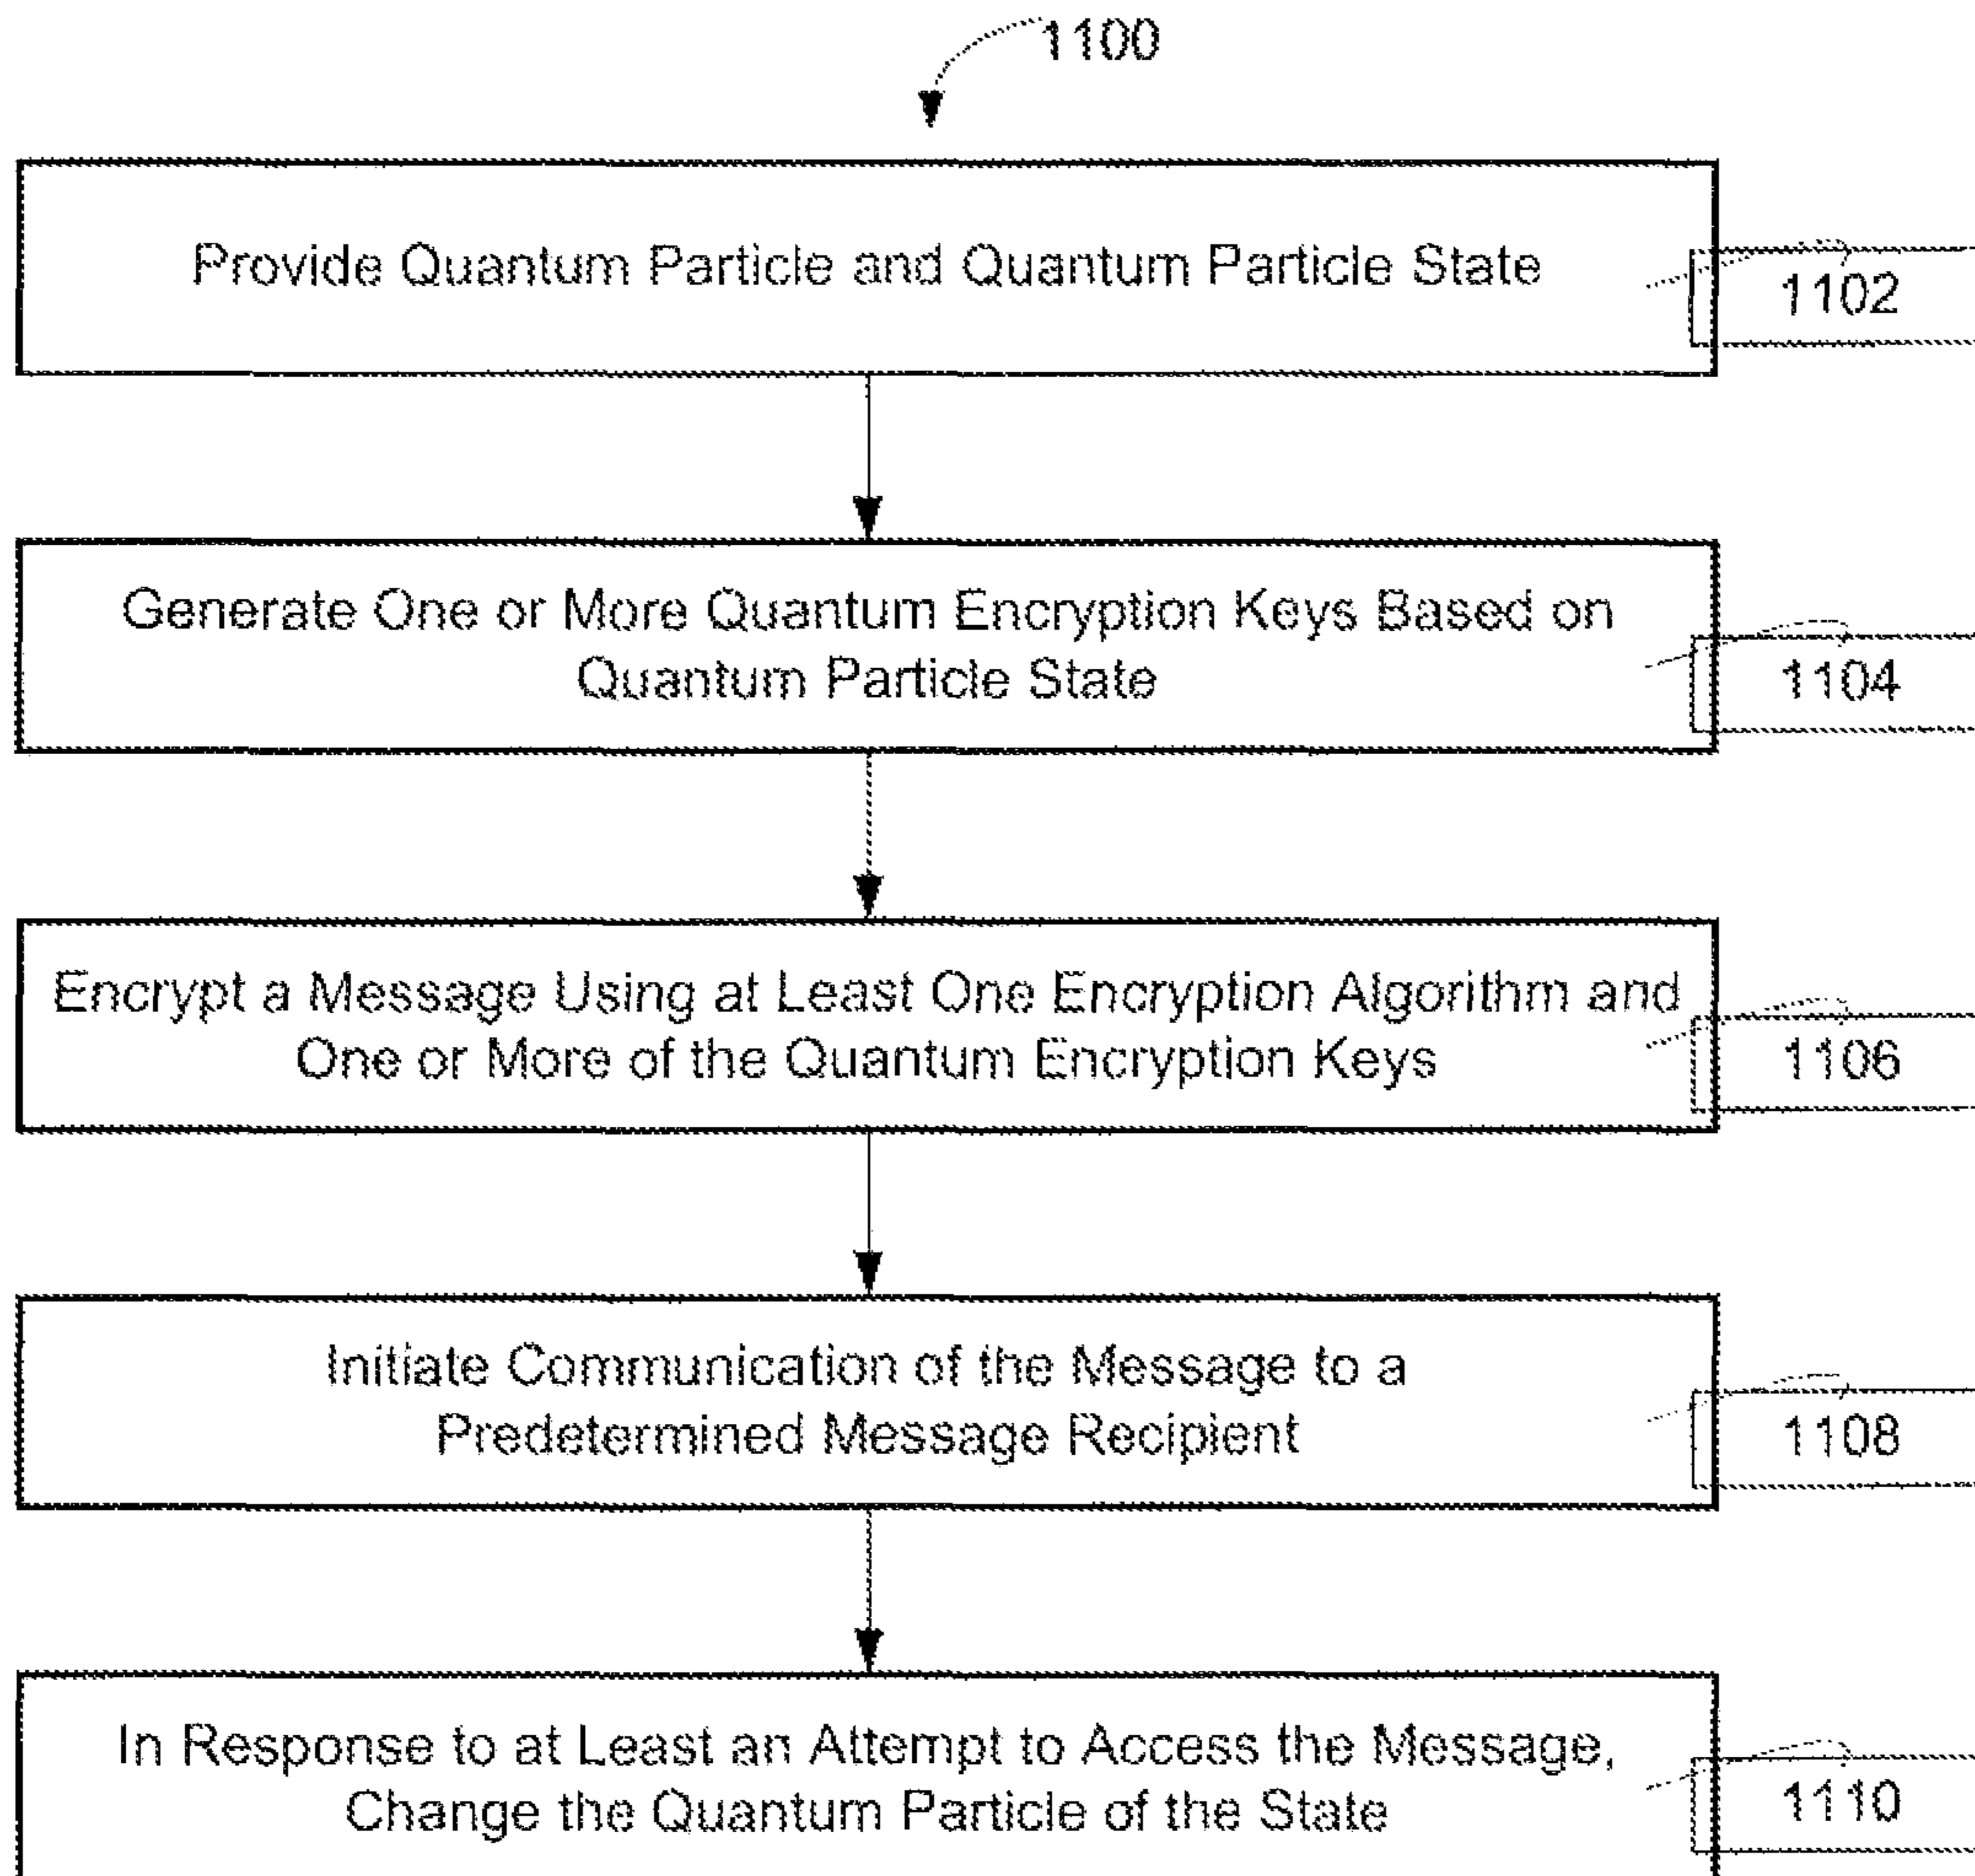 1100
Provide Quantum Particle and Quantum Particle State
1102
Generate One or More Quantum Encryption Keys Based on
Quantum Particle State
1104
Encrypt a Message Using at Least One Encryption Algorithm and
One or More of the Quantum Encryption Keys
1106
Initiate Communication of the Message to a
Predetermined Message Recipient
1108
In Response to at Least an Attempt to Access the Message,
Change the Quantum Particle of the State
1110